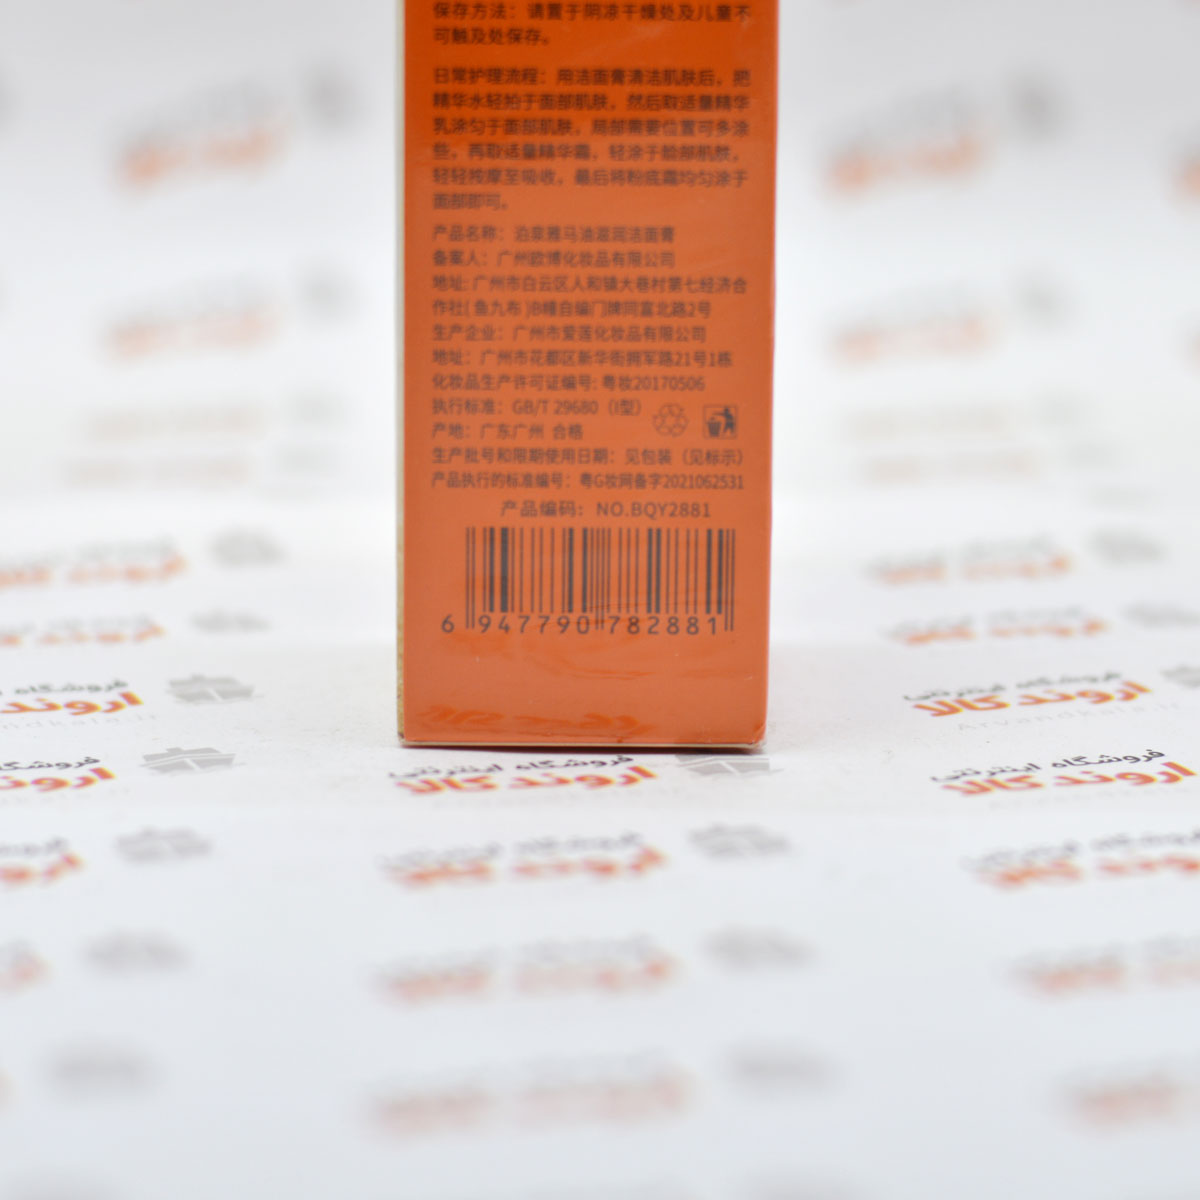 保存方法：请置于阴凉干燥处及儿童不
可触及处保存。
日常护理流程：用洁面膏清洁肌肤后，把
精华水轻拍于面部肌肤，然后取适量精华
乳涂匀于面部肌肤，局部需要位置可多涂
些，再取适量精华霜，轻涂于脸部肌肤，
轻轻按摩至吸收，最后将粉底霜均匀涂于
面部即可。
产品名称：泊泉雅马油滋润洁面膏
备案人：广州欧博化妆品有限公司
地址：广州市白云区人和镇大巷村第七经济合
作社(鱼九布)B幢自编门牌同富北路2号
生产企业：广州市爱莲化妆品有限公司
地址：广州市花都区新华街拥军路21号1栋
化妆品生产许可证编号：粤妆20170506
执行标准：GB/T 29680（I型）
产地：广东广州 合格
生产批号和限期使用日期：见包装（见标示）
产品执行的标准编号：粤G妆网备字2021062531
产品编码：NO.BQY2881
6 947790 782881
فروشگاه اینترنتی
اروند کالا
فروشگاه اینترنتی
اروند کالا
Arvandkala.ir
فروشگاه اینترنتی
اروند کالا
فروشگاه اینترنتی
اروند کالا